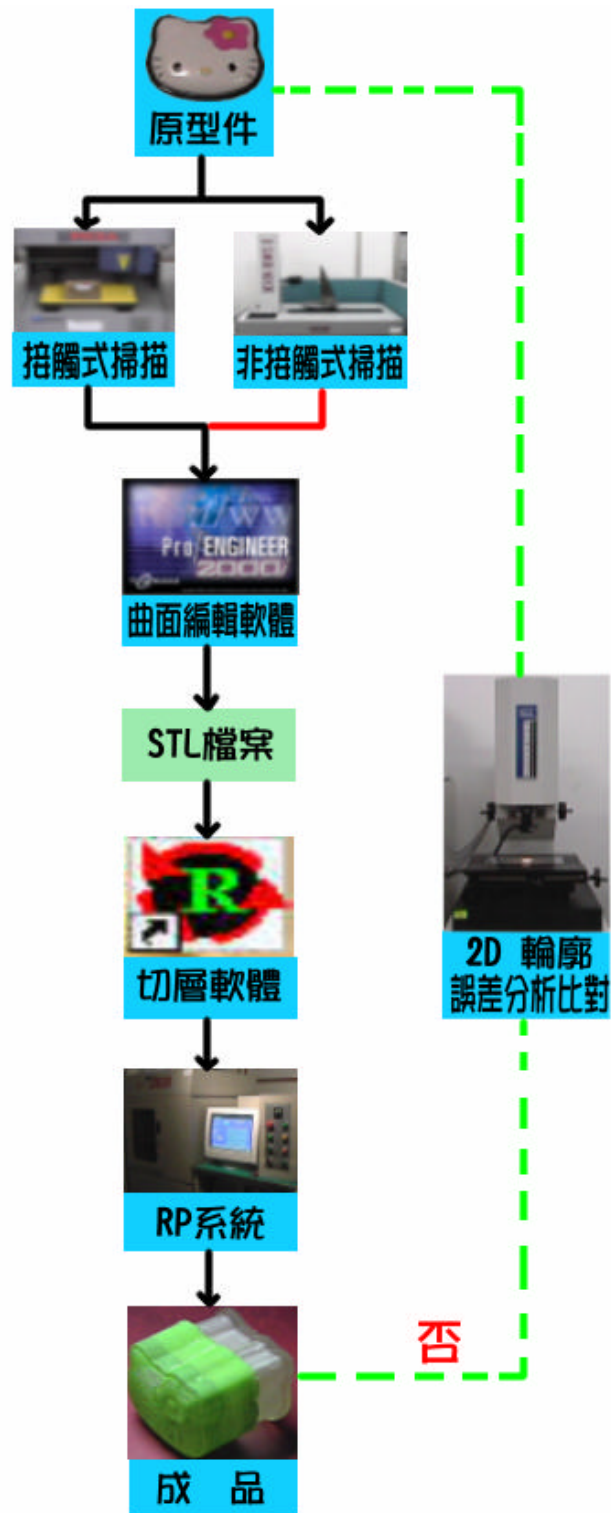 原型件
接觸式掃描
非接觸式掃描
Pro/ENGINEER
2000i
曲面編輯軟體
STL檔案
R
切層軟體
2D 輪廓
誤差分析比對
RP系統
否
成 品